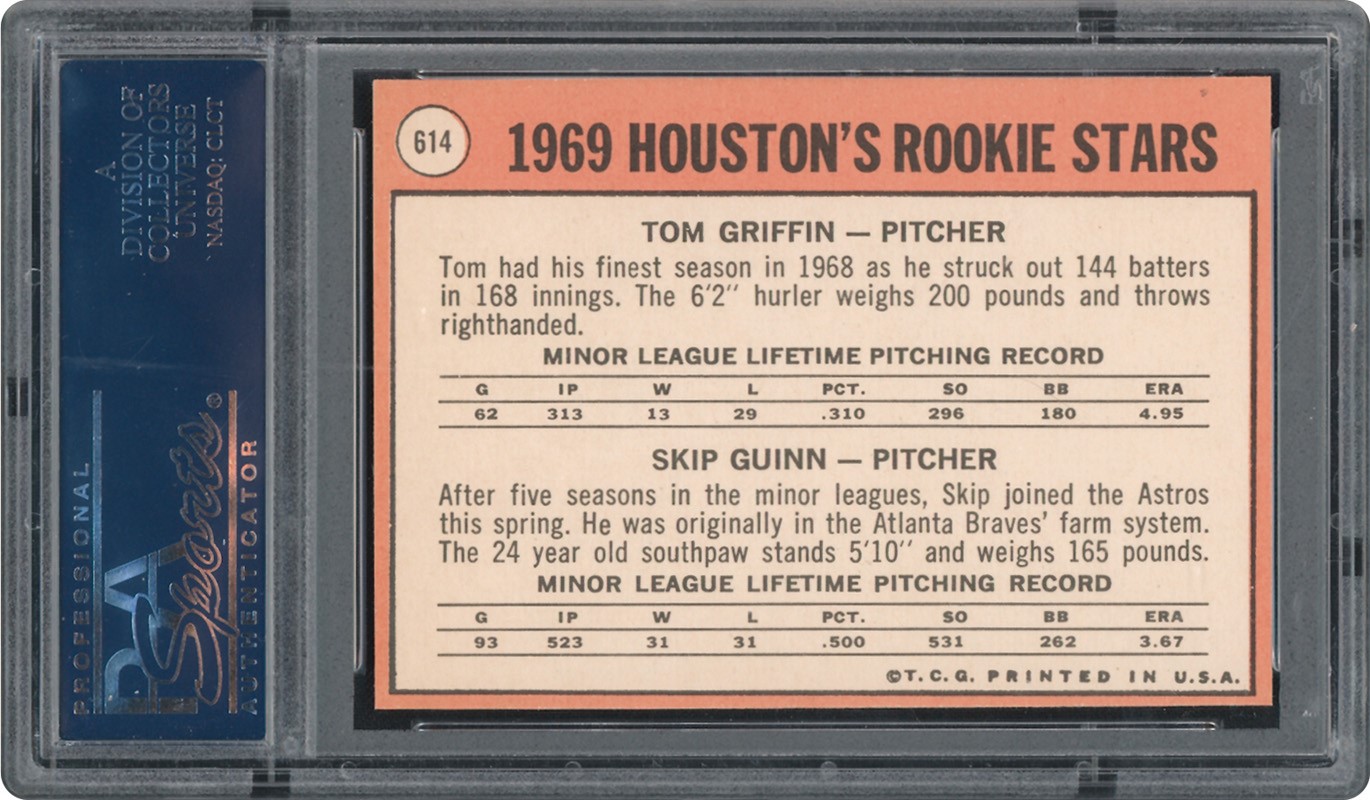 A
DIVISION OF
COLLECTORS
UNIVERSE
NASDAQ: CLCT
PROFESSIONAL
PSA
Sports®
AUTHENTICATOR
614
1969 HOUSTON'S ROOKIE STARS
TOM GRIFFIN — PITCHER
Tom had his finest season in 1968 as he struck out 144 batters
in 168 innings. The 6'2'' hurler weighs 200 pounds and throws
righthanded.
MINOR LEAGUE LIFETIME PITCHING RECORD
G IP W L PCT. SO BB ERA
62 313 13 29 .310 296 180 4.95
SKIP GUINN — PITCHER
After five seasons in the minor leagues, Skip joined the Astros
this spring. He was originally in the Atlanta Braves' farm system.
The 24 year old southpaw stands 5'10'' and weighs 165 pounds.
MINOR LEAGUE LIFETIME PITCHING RECORD
G IP W L PCT. SO BB ERA
93 523 31 31 .500 531 262 3.67
©T.C.G. PRINTED IN U.S.A.